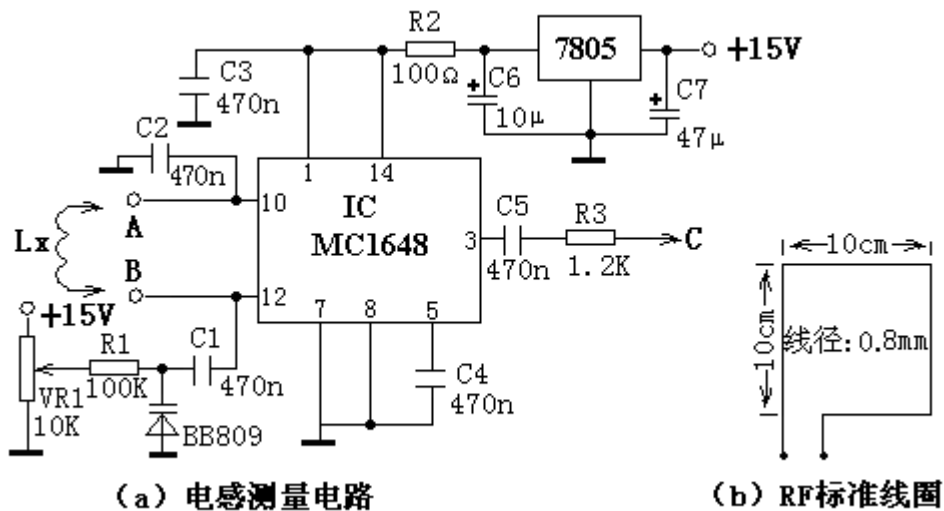 R2
7805
+15V
100Ω
C3
470n
C6
10μ
C7
47μ
C2
470n
1
14
10
IC
MC1648
3
C5
470n
R3
1.2K
C
Lx
A
B
12
7
8
5
+15V
R1
100K
C1
470n
VR1
10K
BB809
C4
470n
10cm
10cm
线径:0.8mm
(a)电感测量电路
(b)RF标准线圈